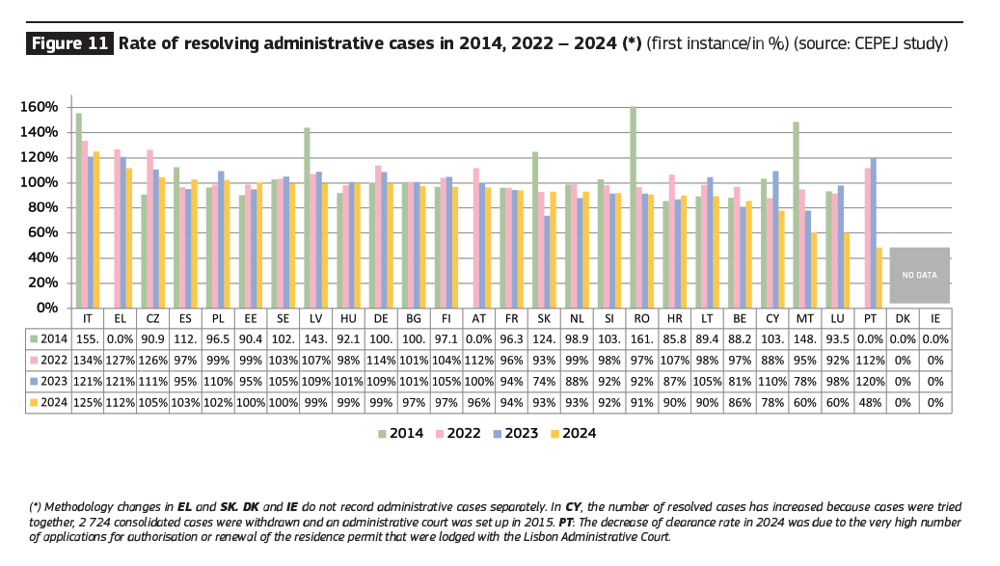 Figure 11 Rate of resolving administrative cases in 2014, 2022 – 2024 (*) (first instance/in %) (source: CEPEJ study)
160%
140%
120%
100%
80%
60%
40%
20%
0%
NO DATA
IT EL CZ ES PL EE SE LV HU DE BG FI AT FR SK NL SI RO HR LT BE CY MT LU PT DK IE
2014 155. 0.0% 90.9 112. 96.5 90.4 102. 143. 92.1 100. 100. 97.1 0.0% 96.3 124. 98.9 103. 161. 85.8 89.4 88.2 103. 148. 93.5 0.0% 0.0% 0.0%
2022 134% 127% 126% 97% 99% 99% 103% 107% 98% 114% 101% 104% 112% 96% 93% 99% 98% 97% 107% 98% 97% 88% 95% 92% 112% 0% 0%
2023 121% 121% 111% 95% 110% 95% 105% 109% 101% 109% 101% 105% 100% 94% 74% 88% 92% 92% 87% 105% 81% 110% 78% 98% 120% 0% 0%
2024 125% 112% 105% 103% 102% 100% 100% 99% 99% 99% 97% 97% 96% 94% 93% 93% 92% 91% 90% 90% 86% 78% 60% 60% 48% 0% 0%
2014 2022 2023 2024
(*) Methodology changes in EL and SK. DK and IE do not record administrative cases separately. In CY, the number of resolved cases has increased because cases were tried
together, 2 724 consolidated cases were withdrawn and an administrative court was set up in 2015. PT: The decrease of clearance rate in 2024 was due to the very high number
of applications for authorisation or renewal of the residence permit that were lodged with the Lisbon Administrative Court.